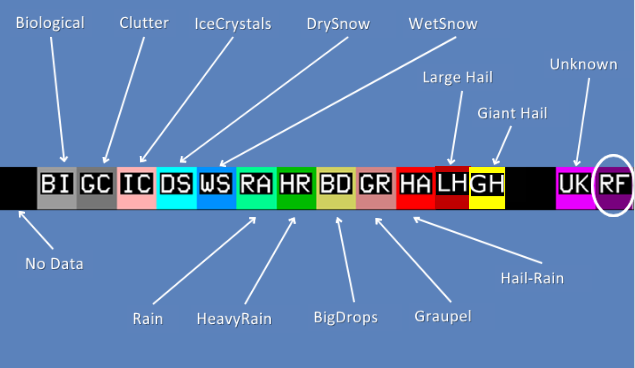 Biological Clutter IceCrystals DrySnow WetSnow
Large Hail Unknown
Giant Hail
BI GC IC DS WS RA HR BD GR HA LH GH UK RF
No Data Hail-Rain
Rain HeavyRain BigDrops Graupel